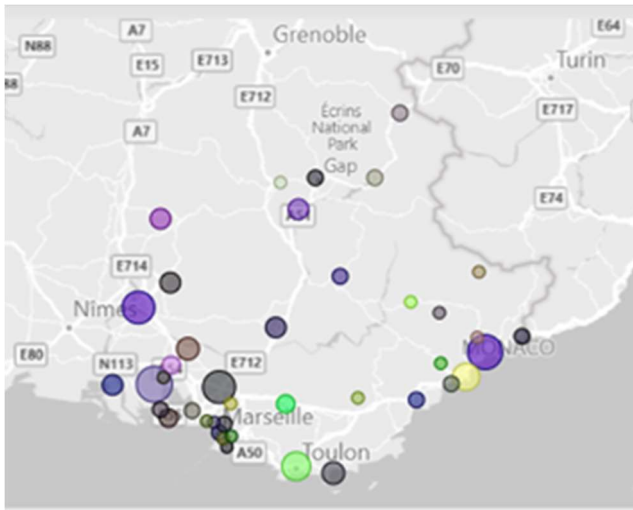 A7
E64
N88
Grenoble
E15
E713
E70
Turin
88
E712
Écrins
National
Park
E717
A7
Gap
E74
E714
Nîmes
MONACO
E80
N113
E712
Marseille
A50
Toulon